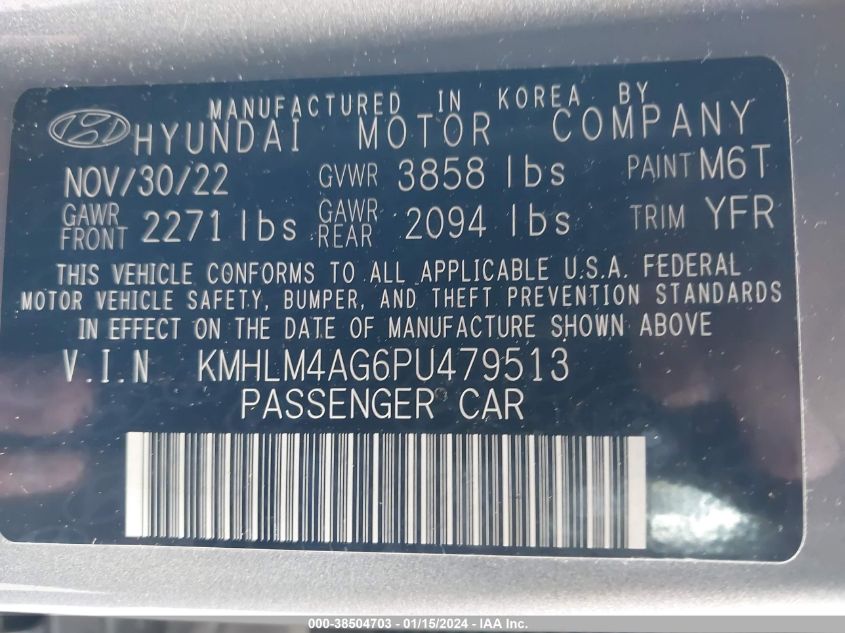 MANUFACTURED IN KOREA BY
HYUNDAI MOTOR COMPANY
NOV/30/22 GVWR 3858 lbs PAINT M6T
GAWR FRONT 2271 lbs GAWR REAR 2094 lbs TRIM YFR
THIS VEHICLE CONFORMS TO ALL APPLICABLE U.S.A. FEDERAL
MOTOR VEHICLE SAFETY, BUMPER, AND THEFT PREVENTION STANDARDS
IN EFFECT ON THE DATE OF MANUFACTURE SHOWN ABOVE
V.I.N KMHLM4AG6PU479513
PASSENGER CAR
000-38504703 - 01/15/2024 - IAA Inc.